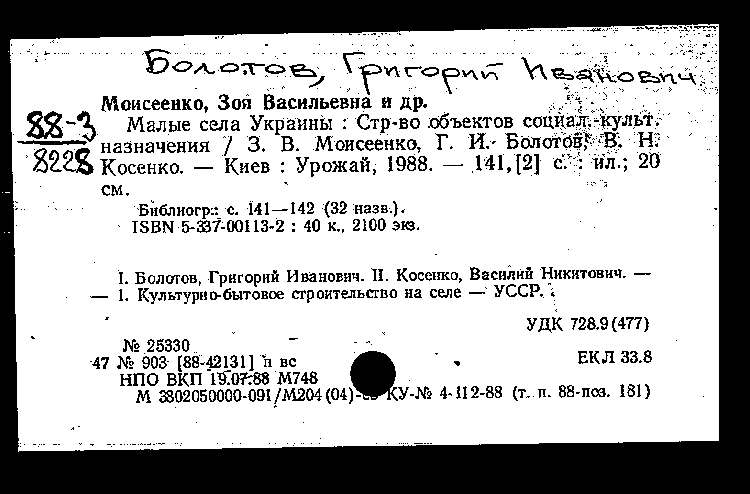 Болотов, Григорий Иванович
Моисеенко, Зоя Васильевна и др.
88-3
8228
Малые села Украины : Стр-во объектов социал.-культ.
назначения / З. В. Моисеенко, Г. И. Болотов, В. Н.
Косенко. — Киев : Урожай, 1988. — 141,[2] с. : ил.; 20
см.
Библиогр.: с. 141—142 (32 назв.).
ISBN 5-337-00113-2 : 40 к., 2100 экз.
I. Болотов, Григорий Иванович. II. Косенко, Василий Никитович. —
— 1. Культурно-бытовое строительство на селе — УССР.
УДК 728.9(477)
№ 25330
47 № 903 [88-42131] п вс
ЕКЛ 33.8
НПО ВКП 19.07.88 М748
М 3802050000-091/М204(04)- КУ-№ 4-112-88 (т. п. 88-поз. 181)